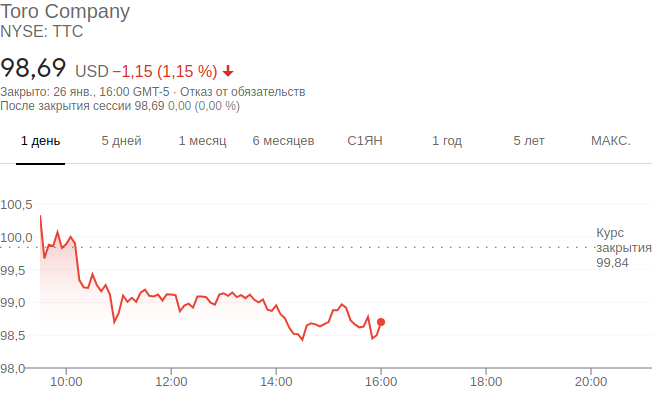 Toro Company
NYSE: TTC
98,69 USD −1,15 (1,15 %)
Закрыто: 26 янв., 16:00 GMT-5 · Отказ от обязательств
После закрытия сессии 98,69 0,00 (0,00 %)
1 день 5 дней 1 месяц 6 месяцев С1ЯН 1 год 5 лет МАКС.
100,5
100,0
99,5
99,0
98,5
98,0
Курс
закрытия
99,84
10:00 12:00 14:00 16:00 18:00 20:00